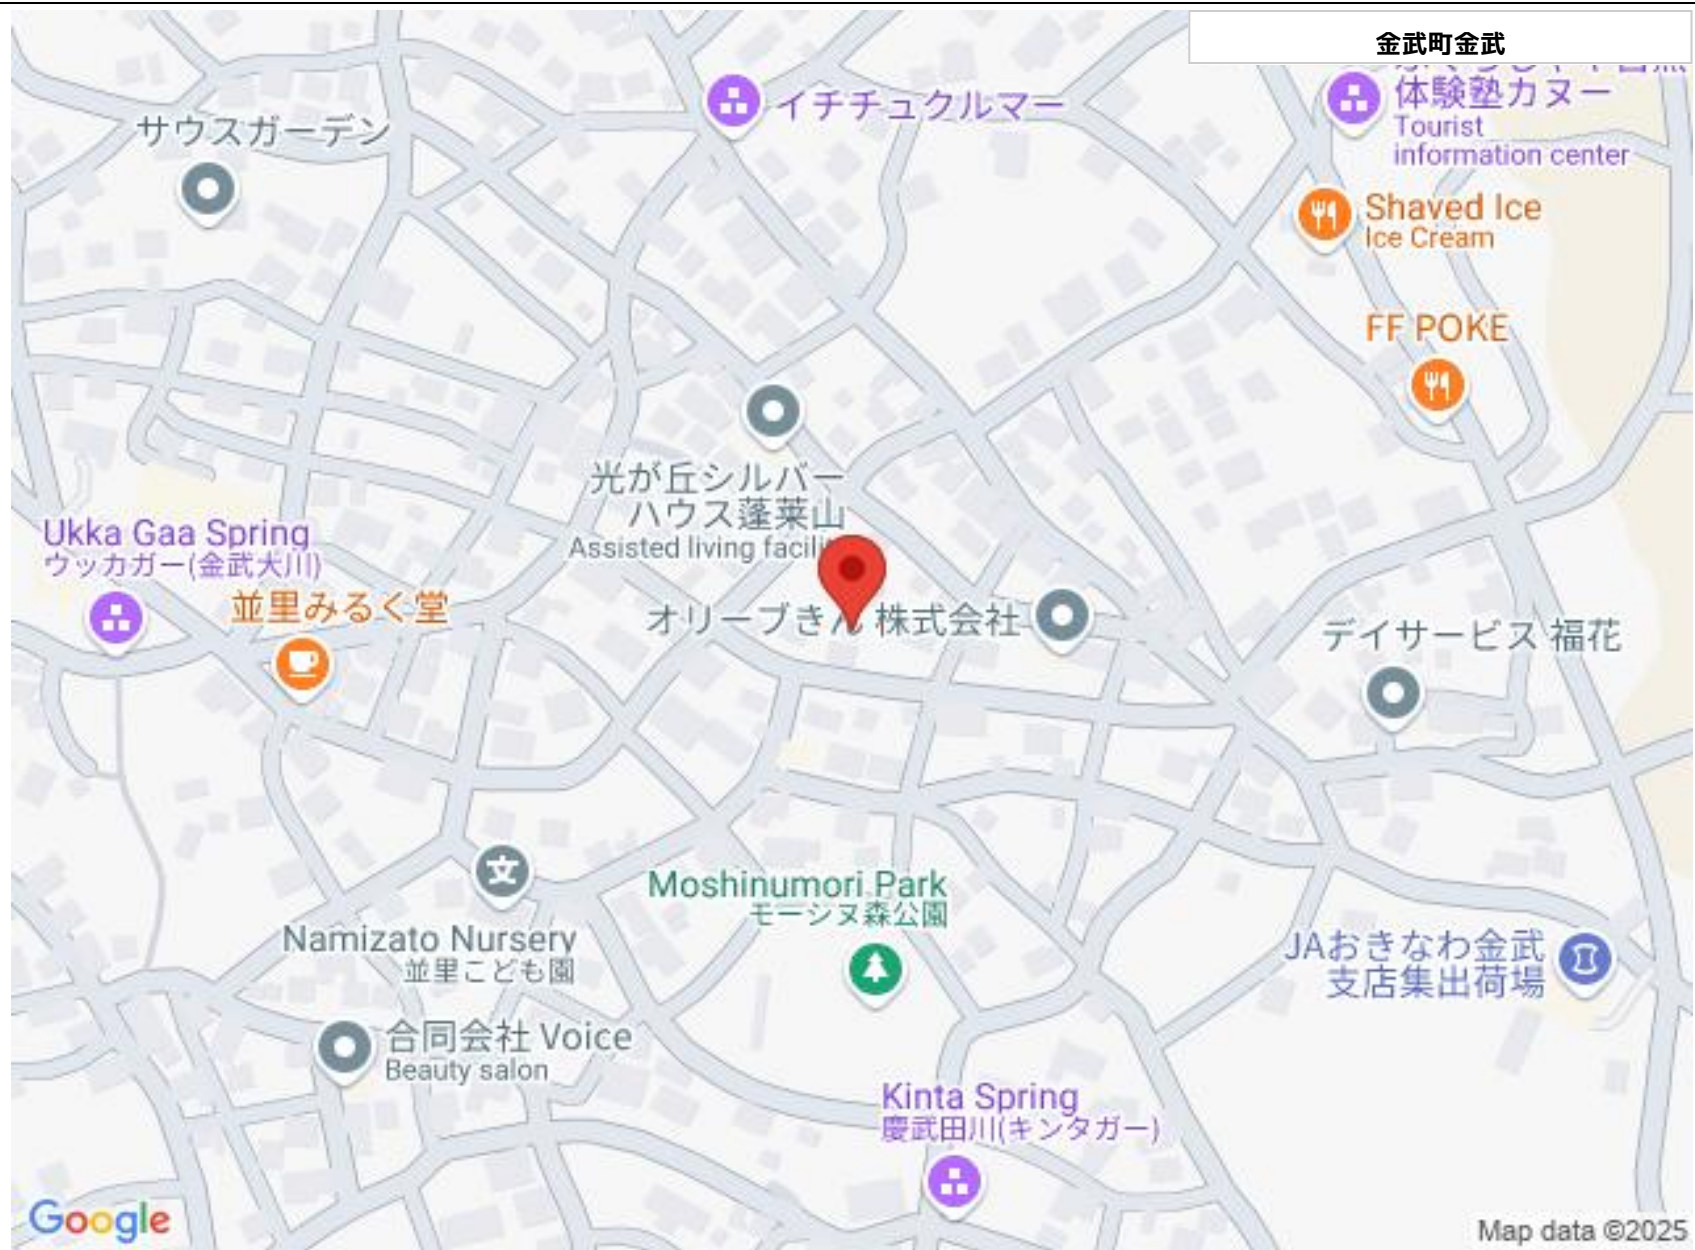 金武町金武
イチチュクルマー
体験塾カヌー
Tourist
information center
サウスガーデン
Shaved Ice
Ice Cream
FF POKE
光が丘シルバー
ハウス蓬莱山
Assisted living facili
Ukka Gaa Spring
ウッカガー(金武大川)
並里みるく堂
オリーブきん 株式会社
デイサービス 福花
Moshinumori Park
モーシヌ森公園
Namizato Nursery
並里こども園
JAおきなわ金武
支店集出荷場
合同会社 Voice
Beauty salon
Kinta Spring
慶武田川(キンタガー)
Google
Map data ©2025